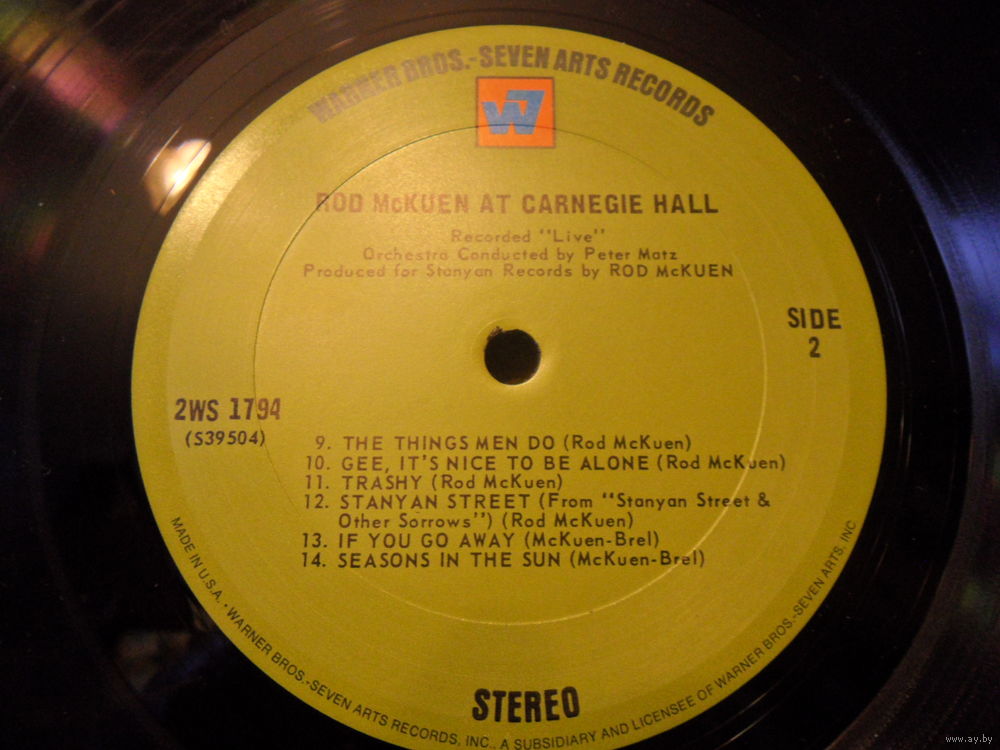 WARNER BROS.-SEVEN ARTS RECORDS
W7
ROD McKUEN AT CARNEGIE HALL
Recorded "Live"
Orchestra Conducted by Peter Matz
Produced for Stanyan Records by ROD McKUEN
SIDE
2
2WS 1794
(S39504)
9. THE THINGS MEN DO (Rod McKuen)
10. GEE, IT'S NICE TO BE ALONE (Rod McKuen)
11. TRASHY (Rod McKuen)
12. STANYAN STREET (From "Stanyan Street &
Other Sorrows") (Rod McKuen)
13. IF YOU GO AWAY (McKuen-Brel)
14. SEASONS IN THE SUN (McKuen-Brel)
STEREO
MADE IN U.S.A. • WARNER BROS.-SEVEN ARTS RECORDS, INC., A SUBSIDIARY AND LICENSEE OF WARNER BROS.-SEVEN ARTS, INC.
www.ay.by